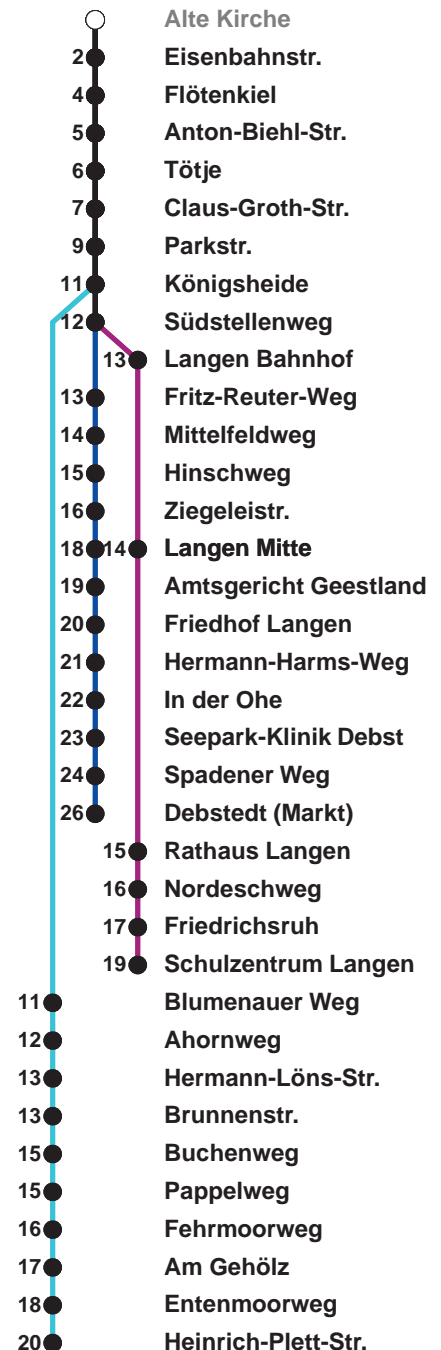 Alte Kirche
2 Eisenbahnstr.
4 Flötenkiel
5 Anton-Biehl-Str.
6 Tötje
7 Claus-Groth-Str.
9 Parkstr.
11 Königsheide
12 Südstellenweg
13 Langen Bahnhof
13 Fritz-Reuter-Weg
14 Mittelfeldweg
15 Hinschweg
16 Ziegeleistr.
18 14 Langen Mitte
19 Amtsgericht Geestland
20 Friedhof Langen
21 Hermann-Harms-Weg
22 In der Ohe
23 Seepark-Klinik Debst
24 Spadener Weg
26 Debstedt (Markt)
15 Rathaus Langen
16 Nordeschweg
17 Friedrichsruh
19 Schulzentrum Langen
11 Blumenauer Weg
12 Ahornweg
13 Hermann-Löns-Str.
13 Brunnenstr.
15 Buchenweg
15 Pappelweg
16 Fehrmoorweg
17 Am Gehölz
18 Entenmoorweg
20 Heinrich-Plett-Str.